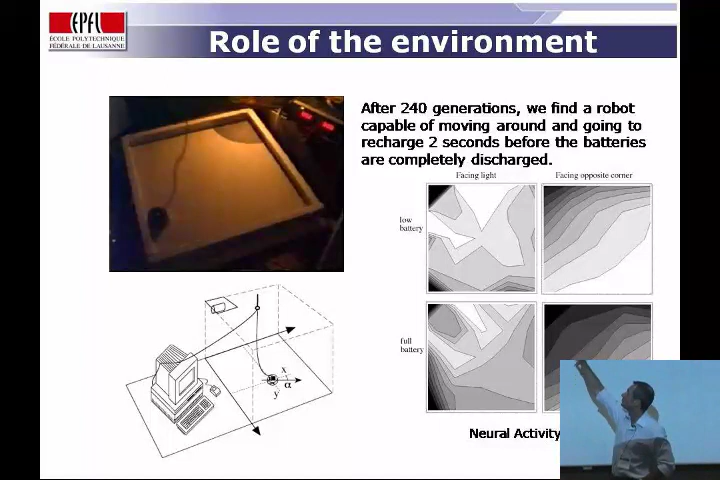 EPFL
ÉCOLE POLYTECHNIQUE
FÉDÉRALE DE LAUSANNE
Role of the environment
After 240 generations, we find a robot
capable of moving around and going to
recharge 2 seconds before the batteries
are completely discharged.
Facing light
Facing opposite corner
low
battery
full
battery
x
α
y
Neural Activity